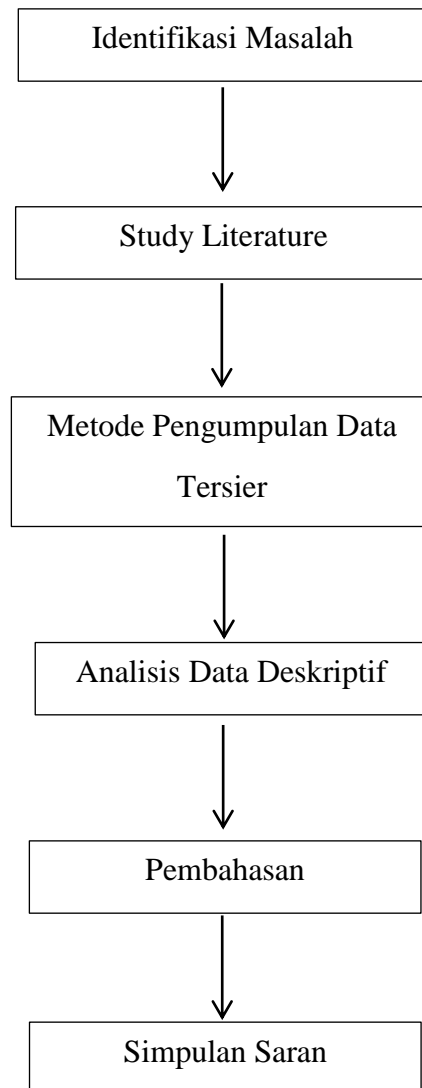 Identifikasi Masalah
Study Literature
Metode Pengumpulan Data
Tersier
Analisis Data Deskriptif
Pembahasan
Simpulan Saran